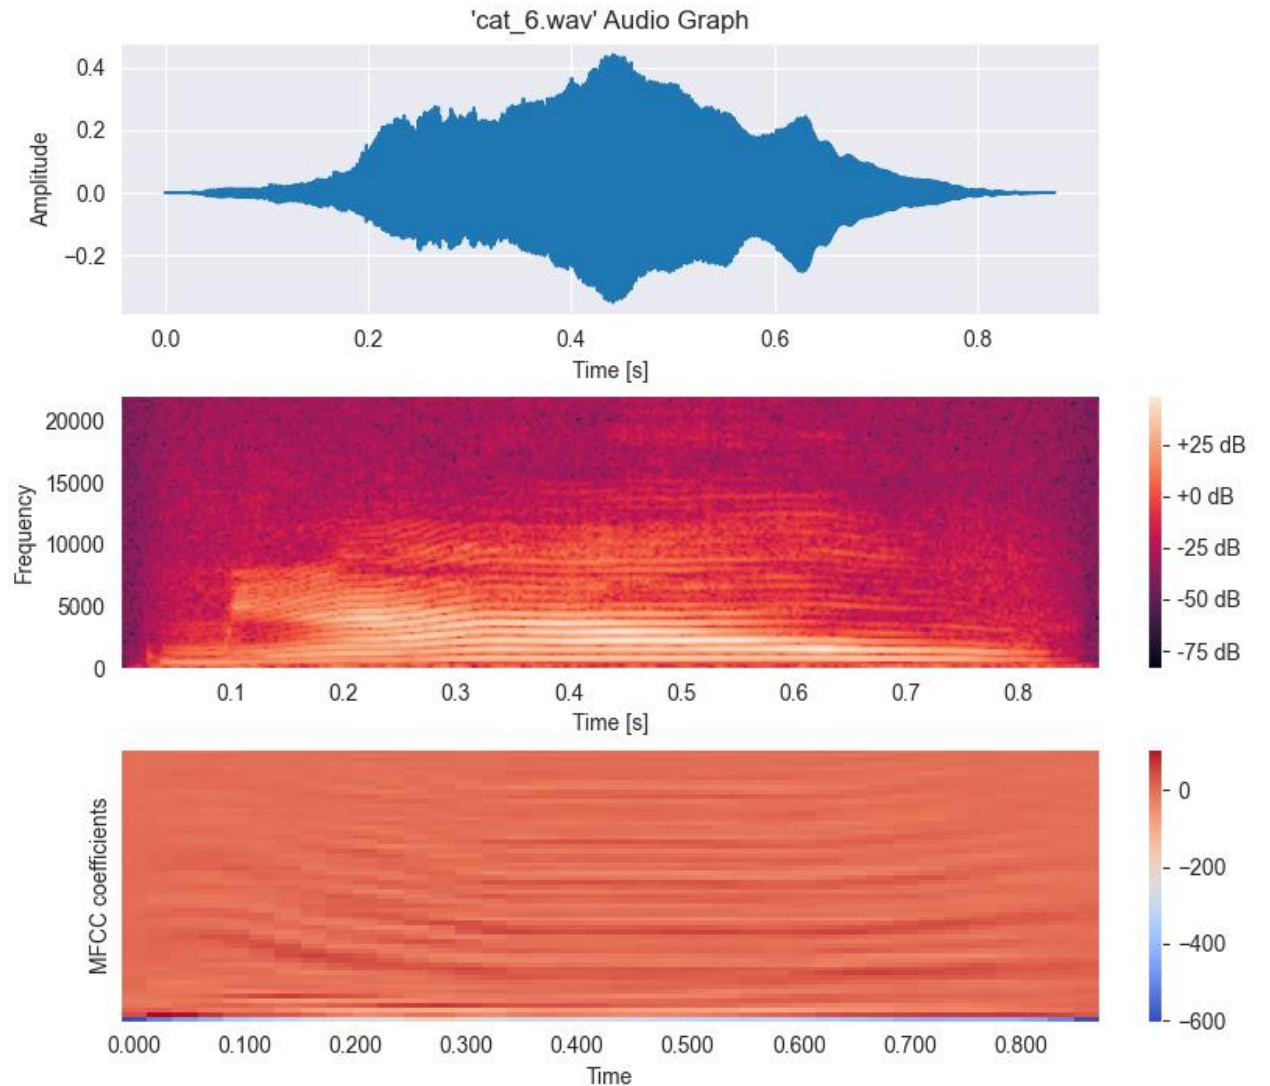 'cat_6.wav' Audio Graph
0.4
0.2
0.0
−0.2
Amplitude
0.0 0.2 0.4 0.6 0.8
Time [s]
20000
15000
10000
5000
0
Frequency
0.1 0.2 0.3 0.4 0.5 0.6 0.7 0.8
Time [s]
+25 dB
+0 dB
-25 dB
-50 dB
-75 dB
MFCC coefficients
0.000 0.100 0.200 0.300 0.400 0.500 0.600 0.700 0.800
Time
0
−200
−400
−600